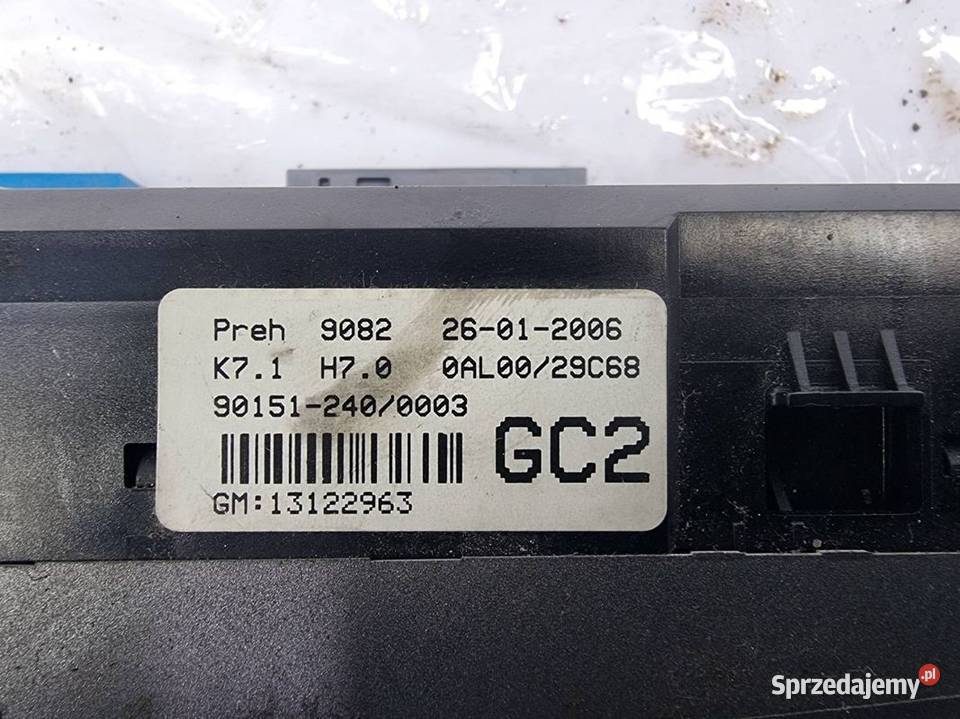 Preh 9082 26-01-2006
K7.1 H7.0 0AL00/29C68
90151-240/0003
GC2
GM:13122963
Sprzedajemy.pl